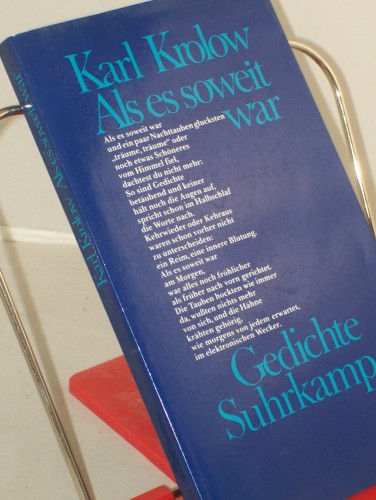 Karl Krolow
Als es soweit
war
Als es soweit war
und ein paar Nachttauben glucksten
„träume, träume“ oder
noch etwas Schöneres
vom Himmel fiel,
dachtest du nicht mehr:
So sind Gedichte
betäubend und keiner
hält noch die Augen auf,
spricht schon im Halbschlaf
die Worte nach.
Kehrwieder oder Kehraus
waren schon vorher nicht
zu unterscheiden:
ein Reim, eine innere Blutung.
Als es soweit war
am Morgen,
war alles noch fröhlicher
als früher nach vorn gerichtet.
Die Tauben hockten wie immer
da, wußten nichts mehr
von sich, und die Hähne
krähten gehörig,
wie morgens von jedem erwartet,
im elektronischen Wecker.
Gedichte
Suhrkamp
Karl Krolow Als es soweit war